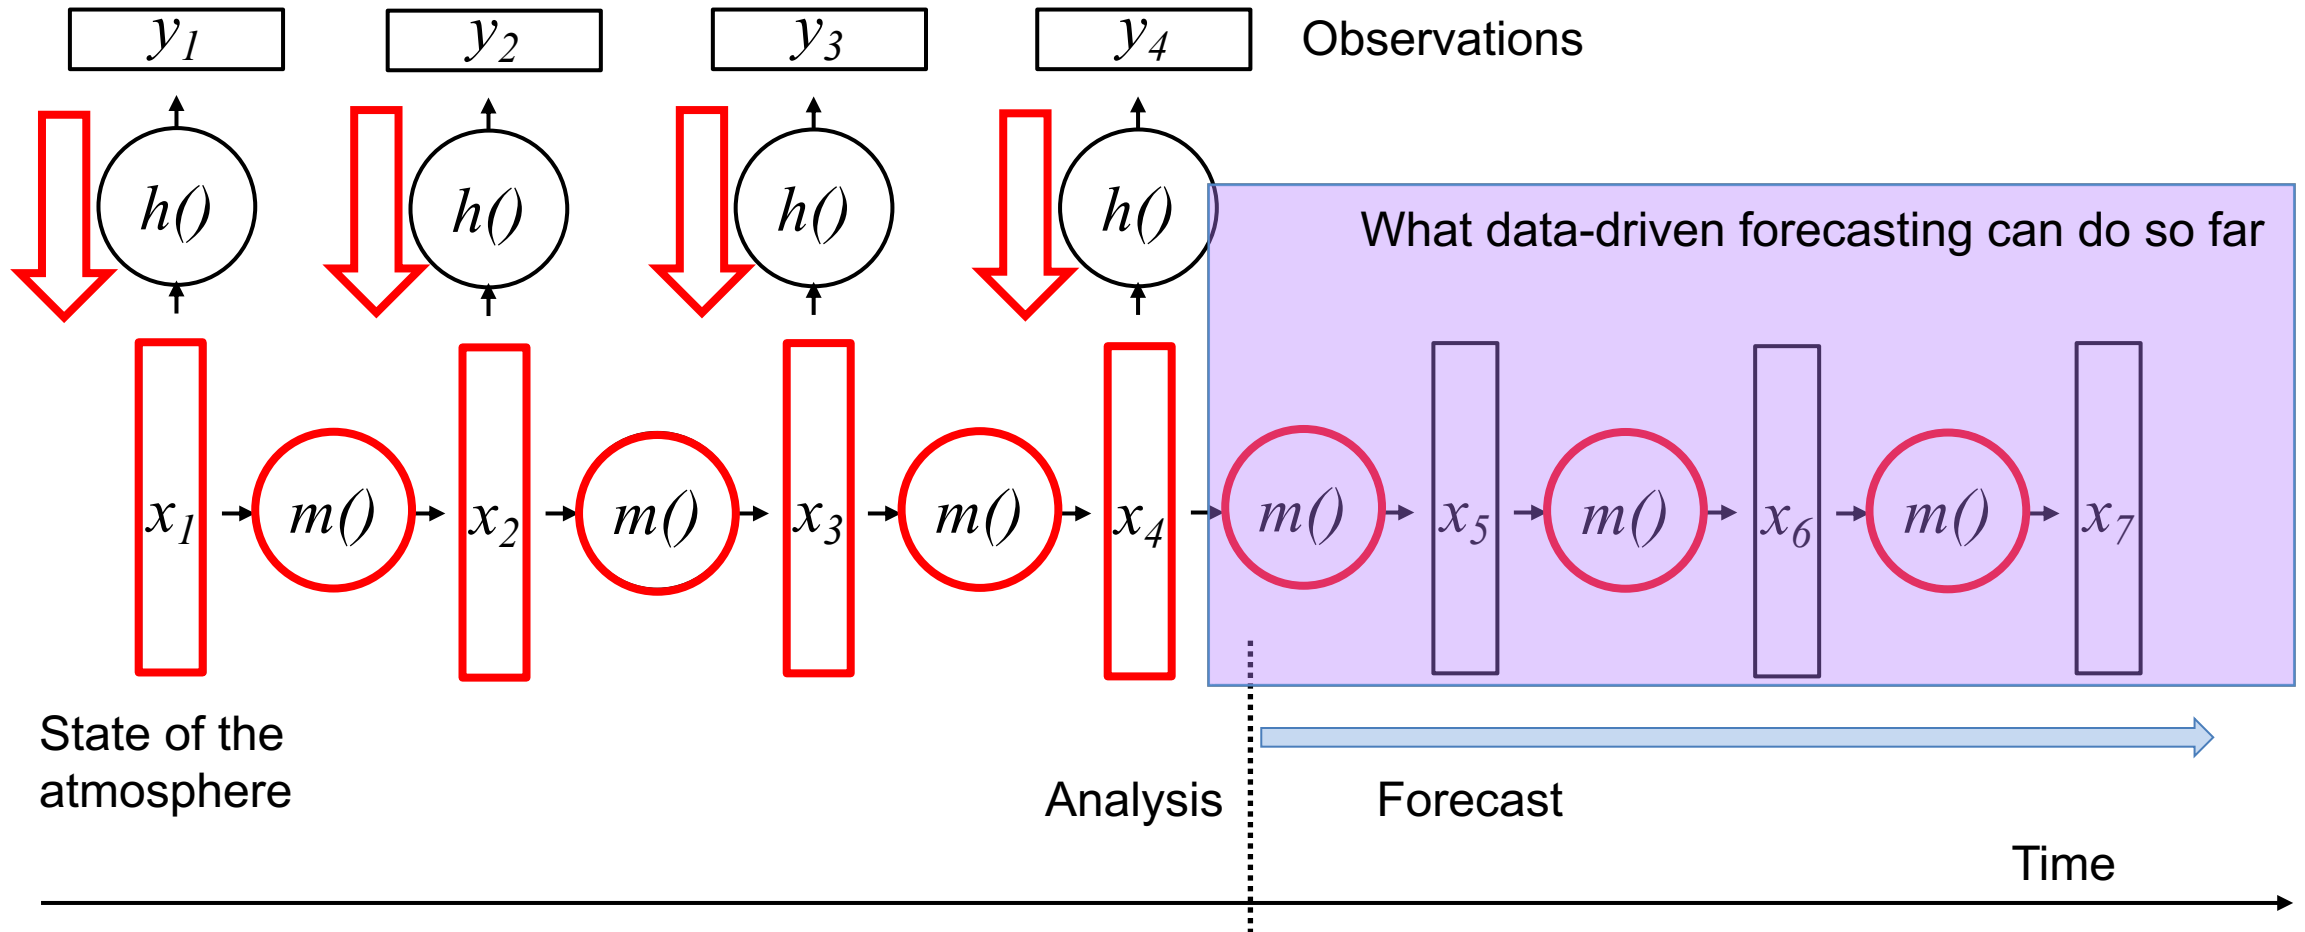 y1 y2 y3 y4 Observations
h() h() h() h() What data-driven forecasting can do so far
x1 m() x2 m() x3 m() x4 m() x5 m() x6 m() x7
State of the
atmosphere
Analysis Forecast
Time